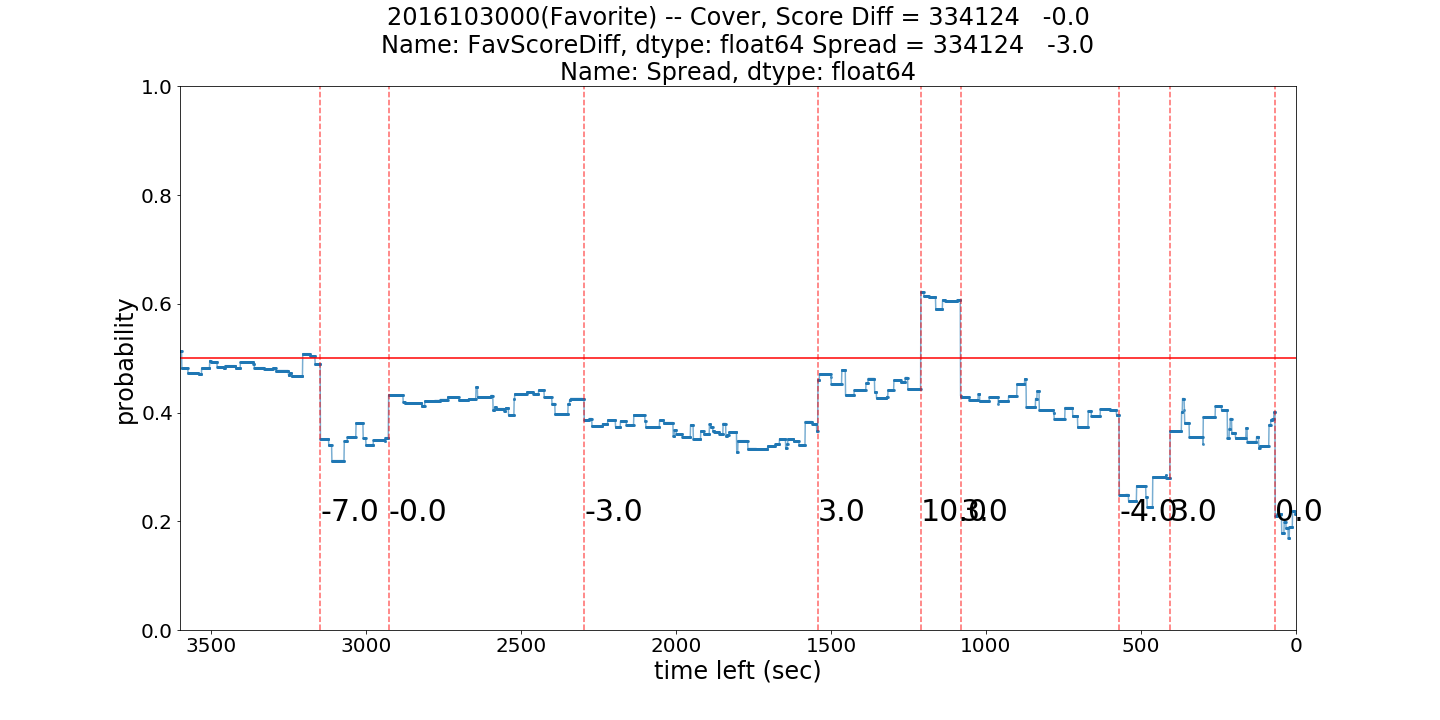 2016103000(Favorite) -- Cover, Score Diff = 334124   -0.0
Name: FavScoreDiff, dtype: float64 Spread = 334124   -3.0
Name: Spread, dtype: float64
probability
1.0
0.8
0.6
0.4
0.2
0.0
-7.0 -0.0 -3.0 3.0 10.0 3.0 -4.0 3.0 0.0
3500 3000 2500 2000 1500 1000 500 0
time left (sec)